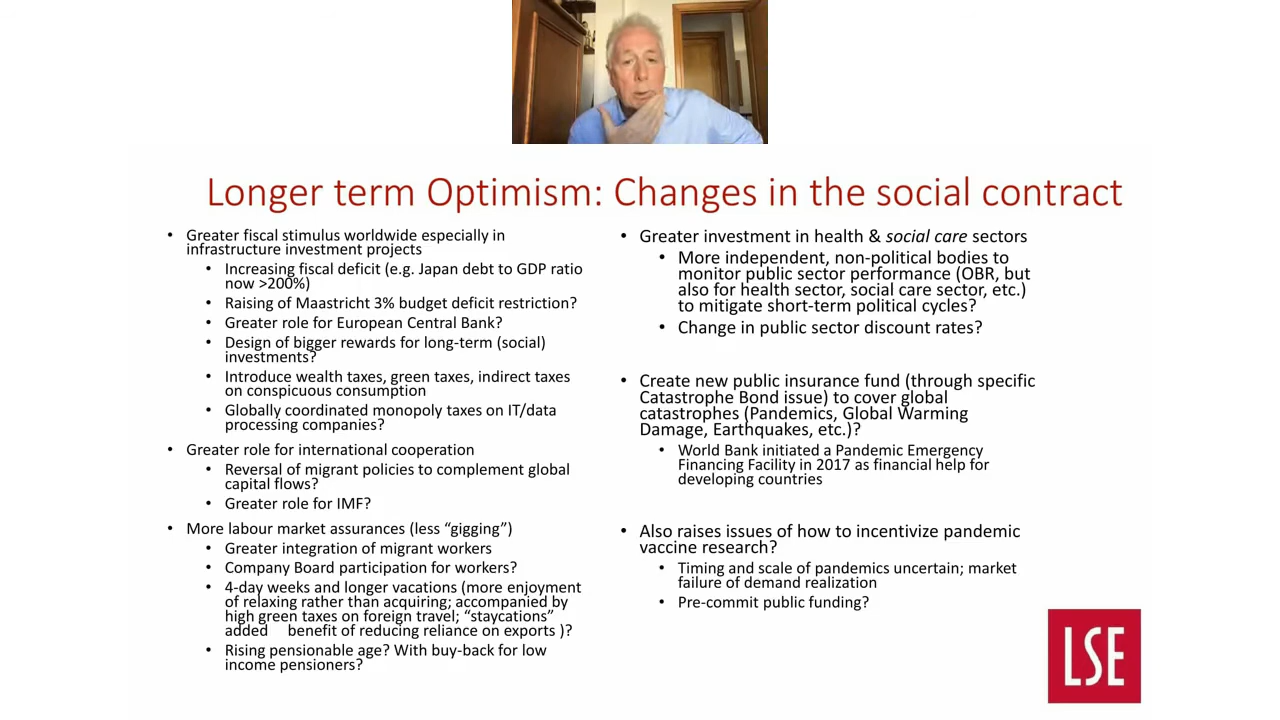 Longer term Optimism: Changes in the social contract
• Greater fiscal stimulus worldwide especially in
infrastructure investment projects
• Increasing fiscal deficit (e.g. Japan debt to GDP ratio
now >200%)
• Raising of Maastricht 3% budget deficit restriction?
• Greater role for European Central Bank?
• Design of bigger rewards for long-term (social)
investments?
• Introduce wealth taxes, green taxes, indirect taxes
on conspicuous consumption
• Globally coordinated monopoly taxes on IT/data
processing companies?
• Greater role for international cooperation
• Reversal of migrant policies to complement global
capital flows?
• Greater role for IMF?
• More labour market assurances (less “gigging”)
• Greater integration of migrant workers
• Company Board participation for workers?
• 4-day weeks and longer vacations (more enjoyment
of relaxing rather than acquiring; accompanied by
high green taxes on foreign travel; “staycations”
added benefit of reducing reliance on exports )?
• Rising pensionable age? With buy-back for low
income pensioners?
• Greater investment in health & social care sectors
• More independent, non-political bodies to
monitor public sector performance (OBR, but
also for health sector, social care sector, etc.)
to mitigate short-term political cycles?
• Change in public sector discount rates?
• Create new public insurance fund (through specific
Catastrophe Bond issue) to cover global
catastrophes (Pandemics, Global Warming
Damage, Earthquakes, etc.)?
• World Bank initiated a Pandemic Emergency
Financing Facility in 2017 as financial help for
developing countries
• Also raises issues of how to incentivize pandemic
vaccine research?
• Timing and scale of pandemics uncertain; market
failure of demand realization
• Pre-commit public funding?
LSE